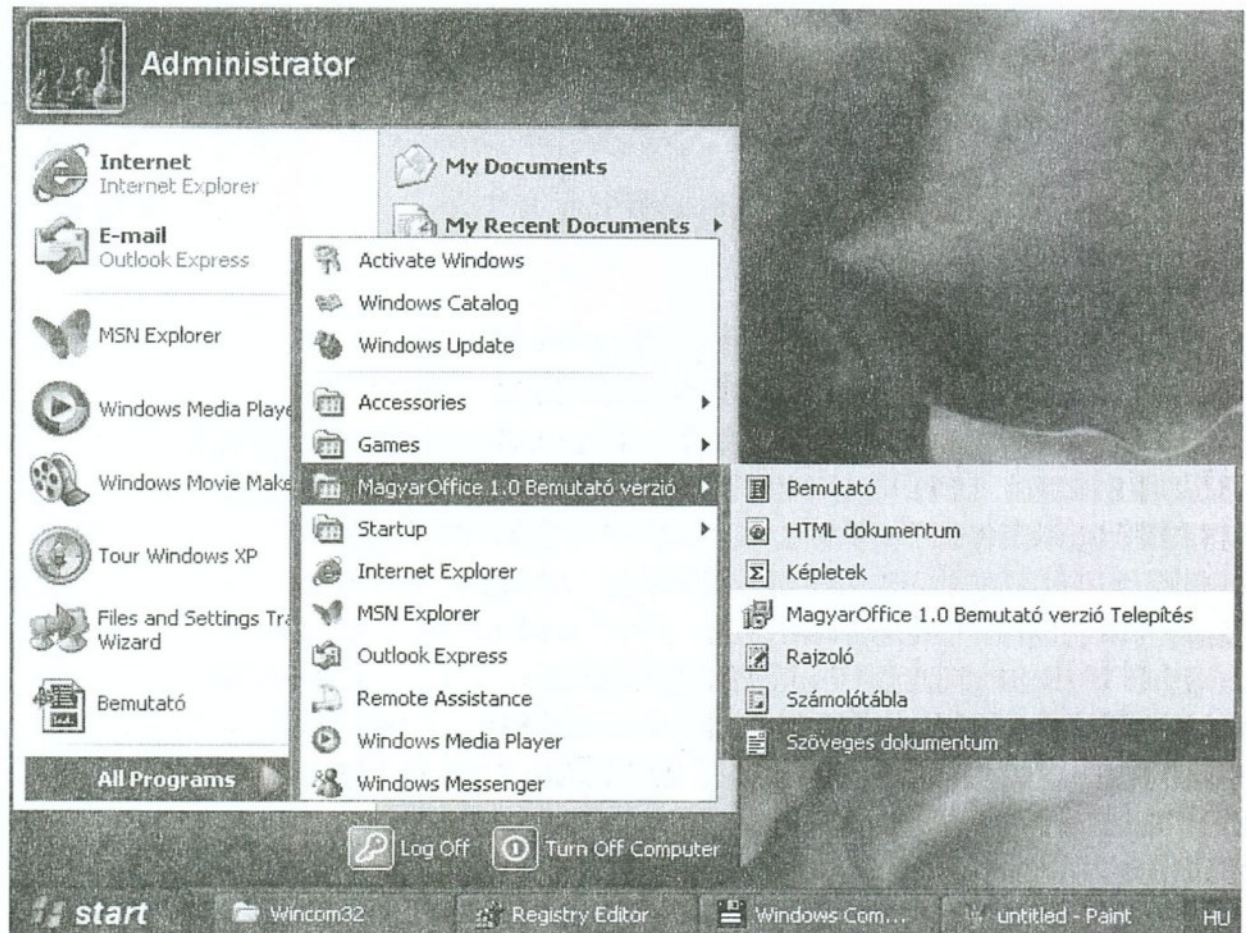 Administrator
Internet
Internet Explorer
E-mail
Outlook Express
MSN Explorer
Windows Media Playe
Windows Movie Make
Tour Windows XP
Files and Settings Tra
Wizard
Bemutató
All Programs
My Documents
My Recent Documents
Activate Windows
Windows Catalog
Windows Update
Accessories
Games
MagyarOffice 1.0 Bemutató verzió
Startup
Internet Explorer
MSN Explorer
Outlook Express
Remote Assistance
Windows Media Player
Windows Messenger
Bemutató
HTML dokumentum
Képletek
MagyarOffice 1.0 Bemutató verzió Telepítés
Rajzoló
Számolótábla
Szöveges dokumentum
Log Off
Turn Off Computer
start
Wincom32
Registry Editor
Windows Com...
untitled - Paint
HU